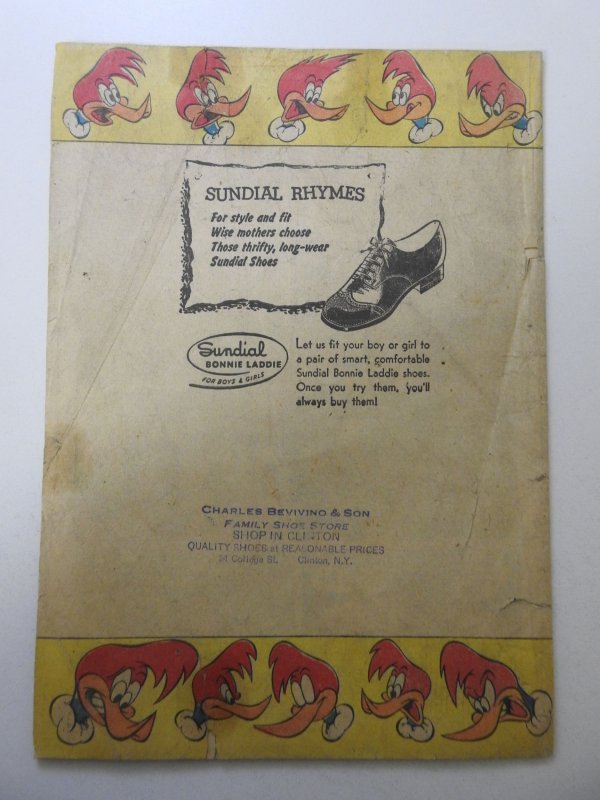 SUNDIAL RHYMES
For style and fit
Wise mothers choose
Those thrifty, long-wear
Sundial Shoes
Sundial
BONNIE LADDIE
FOR BOYS & GIRLS
Let us fit your boy or girl to
a pair of smart, comfortable
Sundial Bonnie Laddie shoes.
Once you try them, you'll
always buy them!
CHARLES BEVIVINO & SON
FAMILY SHOE STORE
SHOP IN CLINTON
QUALITY SHOES at REASONABLE PRICES
College St. Clinton, N.Y.